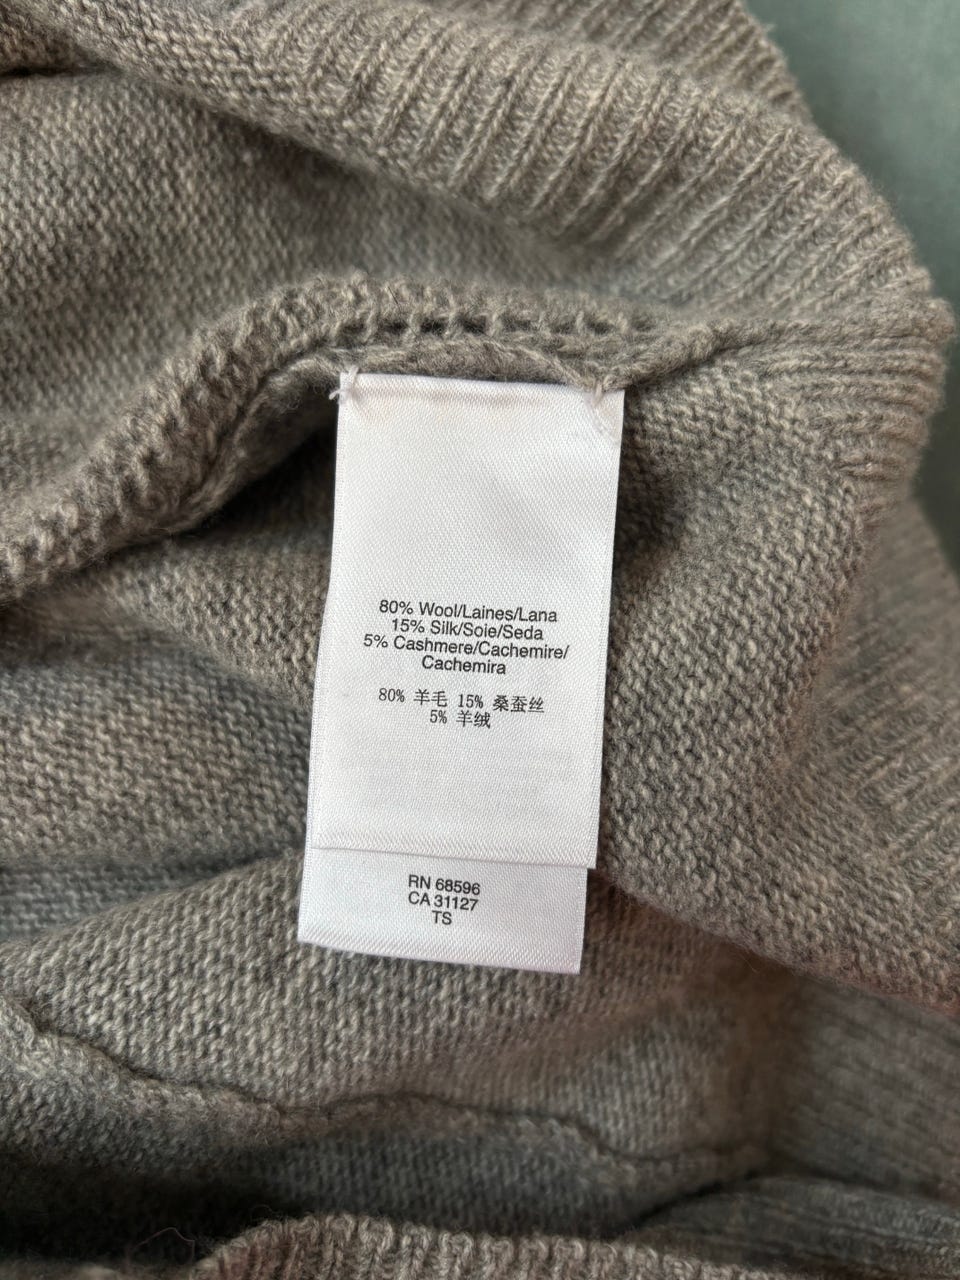 80% Wool/Laines/Lana
15% Silk/Soie/Seda
5% Cashmere/Cachemire/
Cachemira
80% 羊毛 15% 桑蚕丝
5% 羊绒
RN 68596
CA 31127
TS